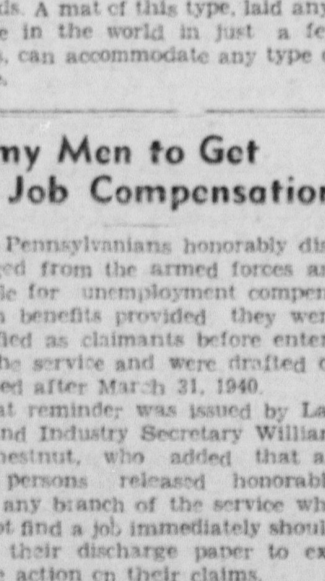 ds. A mat of this type, laid any
e in the world in just a fe
s, can accommodate any type
e.
my Men to Get
Job Compensation
Pennsylvanians honorably dis
ged from the armed forces a
le for unemployment compen
n benefits provided they wer
fied as claimants before enter
he service and were drafted o
ed after March 31, 1940.
at reminder was issued by La
nd Industry Secretary Willian
hestnut, who added that a
persons released honorabl
any branch of the service wh
ot find a job immediately shoul
their discharge paper to ex
e action on their claims.